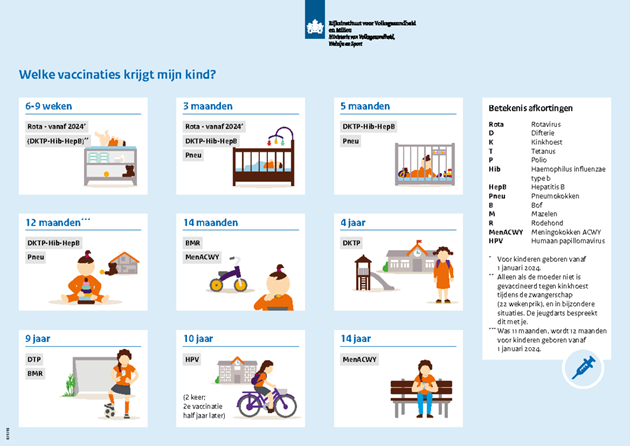 Rijksinstituut voor Volksgezondheid
en Milieu
Ministerie van Volksgezondheid,
Welzijn en Sport
Welke vaccinaties krijgt mijn kind?
6-9 weken
Rota - vanaf 2024*
(DKTP-Hib-HepB)**
3 maanden
Rota - vanaf 2024*
DKTP-Hib-HepB
Pneu
5 maanden
DKTP-Hib-HepB
Pneu
12 maanden***
DKTP-Hib-HepB
Pneu
14 maanden
BMR
MenACWY
4 jaar
DKTP
9 jaar
DTP
BMR
10 jaar
HPV
(2 keer;
2e vaccinatie
half jaar later)
14 jaar
MenACWY
Betekenis afkortingen
Rota Rotavirus
D Difterie
K Kinkhoest
T Tetanus
P Polio
Hib Haemophilus influenzae
type b
HepB Hepatitis B
Pneu Pneumokokken
B Bof
M Mazelen
R Rodehond
MenACWY Meningokokken ACWY
HPV Humaan papillomavirus
* Voor kinderen geboren vanaf
1 januari 2024.
** Alleen als de moeder niet is
gevaccineerd tegen kinkhoest
tijdens de zwangerschap
(22 wekenprik), en in bijzondere
situaties. De jeugdarts bespreekt
dit met je.
*** Was 11 maanden, wordt 12 maanden
voor kinderen geboren vanaf
1 januari 2024.